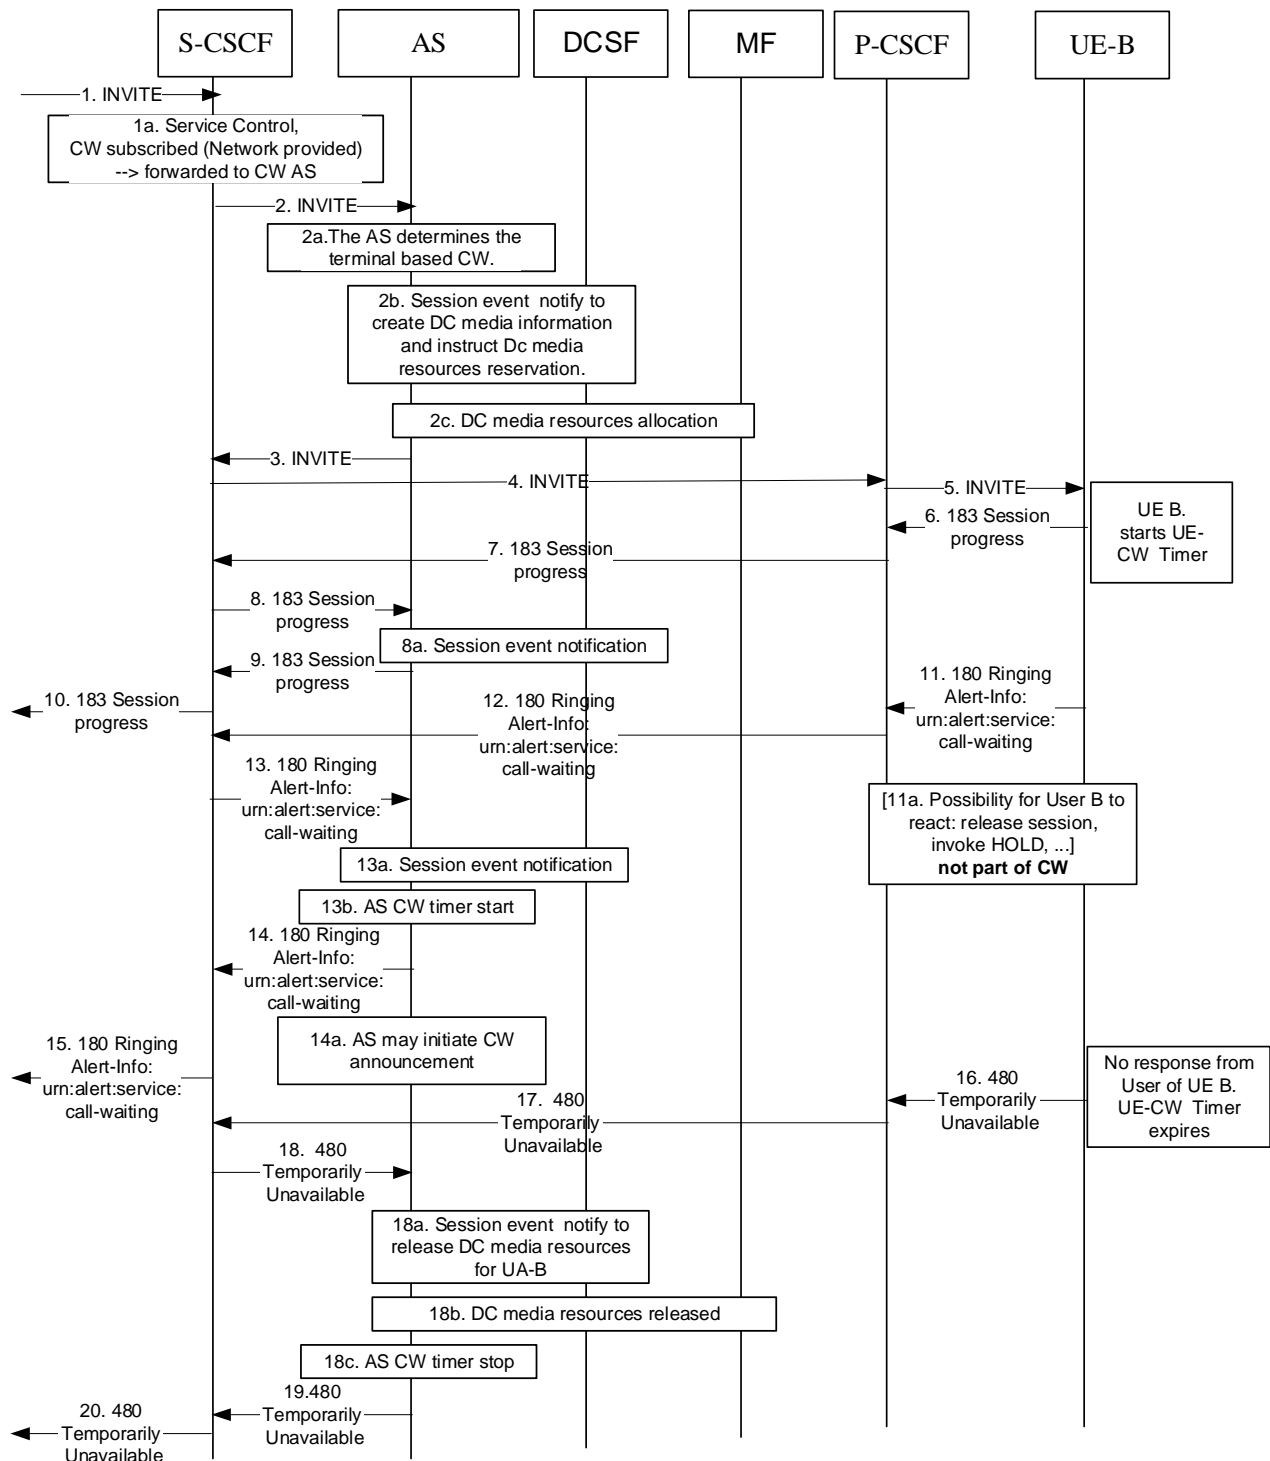 S-CSCF
AS
DCSF
MF
P-CSCF
UE-B
1. INVITE
1a. Service Control,
CW subscribed (Network provided)
--> forwarded to CW AS
2. INVITE
2a.The AS determines the
terminal based CW.
2b. Session event  notify to
create DC media information
and instruct Dc media
resources reservation.
2c. DC media resources allocation
3. INVITE
4. INVITE
5. INVITE
UE B.
starts UE-
CW  Timer
6. 183 Session
progress
7. 183 Session
progress
8. 183 Session
progress
8a. Session event notification
9. 183 Session
progress
10. 183 Session
progress
11. 180 Ringing
Alert-Info:
urn:alert:service:
call-waiting
12. 180 Ringing
Alert-Info:
urn:alert:service:
call-waiting
13. 180 Ringing
Alert-Info:
urn:alert:service:
call-waiting
[11a. Possibility for User B to
react: release session,
invoke HOLD, ...]
not part of CW
13a. Session event notification
13b. AS CW timer start
14. 180 Ringing
Alert-Info:
urn:alert:service:
call-waiting
14a. AS may initiate CW
announcement
15. 180 Ringing
Alert-Info:
urn:alert:service:
call-waiting
No response from
User of UE B.
UE-CW  Timer
expires
16. 480
Temporarily
Unavailable
17.  480
Temporarily
Unavailable
18.  480
Temporarily
Unavailable
18a. Session event  notify to
release DC media resources
for UA-B
18b. DC media resources released
18c. AS CW timer stop
19.480
Temporarily
Unavailable
20. 480
Temporarily
Unavailable